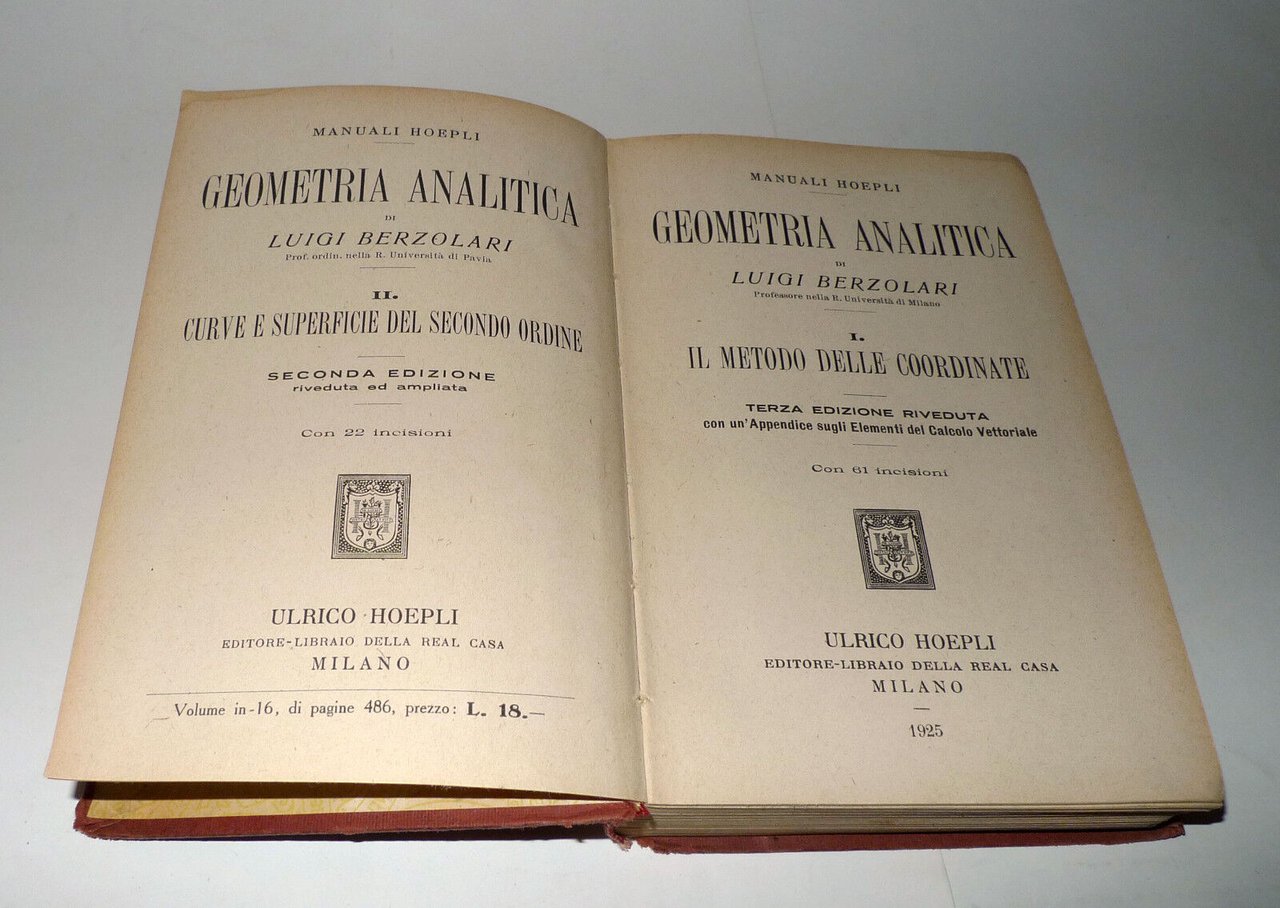 MANUALI HOEPLI
GEOMETRIA ANALITICA
DI
LUIGI BERZOLARI
Prof. ordin. nella R. Università di Pavia
II.
CURVE E SUPERFICIE DEL SECONDO ORDINE
SECONDA EDIZIONE
riveduta ed ampliata
Con 22 incisioni
ULRICO HOEPLI
EDITORE-LIBRAIO DELLA REAL CASA
MILANO
Volume in-16, di pagine 486, prezzo: L. 18.—
MANUALI HOEPLI
GEOMETRIA ANALITICA
DI
LUIGI BERZOLARI
Professore nella R. Università di Milano
I.
IL METODO DELLE COORDINATE
TERZA EDIZIONE RIVEDUTA
con un'Appendice sugli Elementi del Calcolo Vettoriale
Con 61 incisioni
ULRICO HOEPLI
EDITORE-LIBRAIO DELLA REAL CASA
MILANO
1925